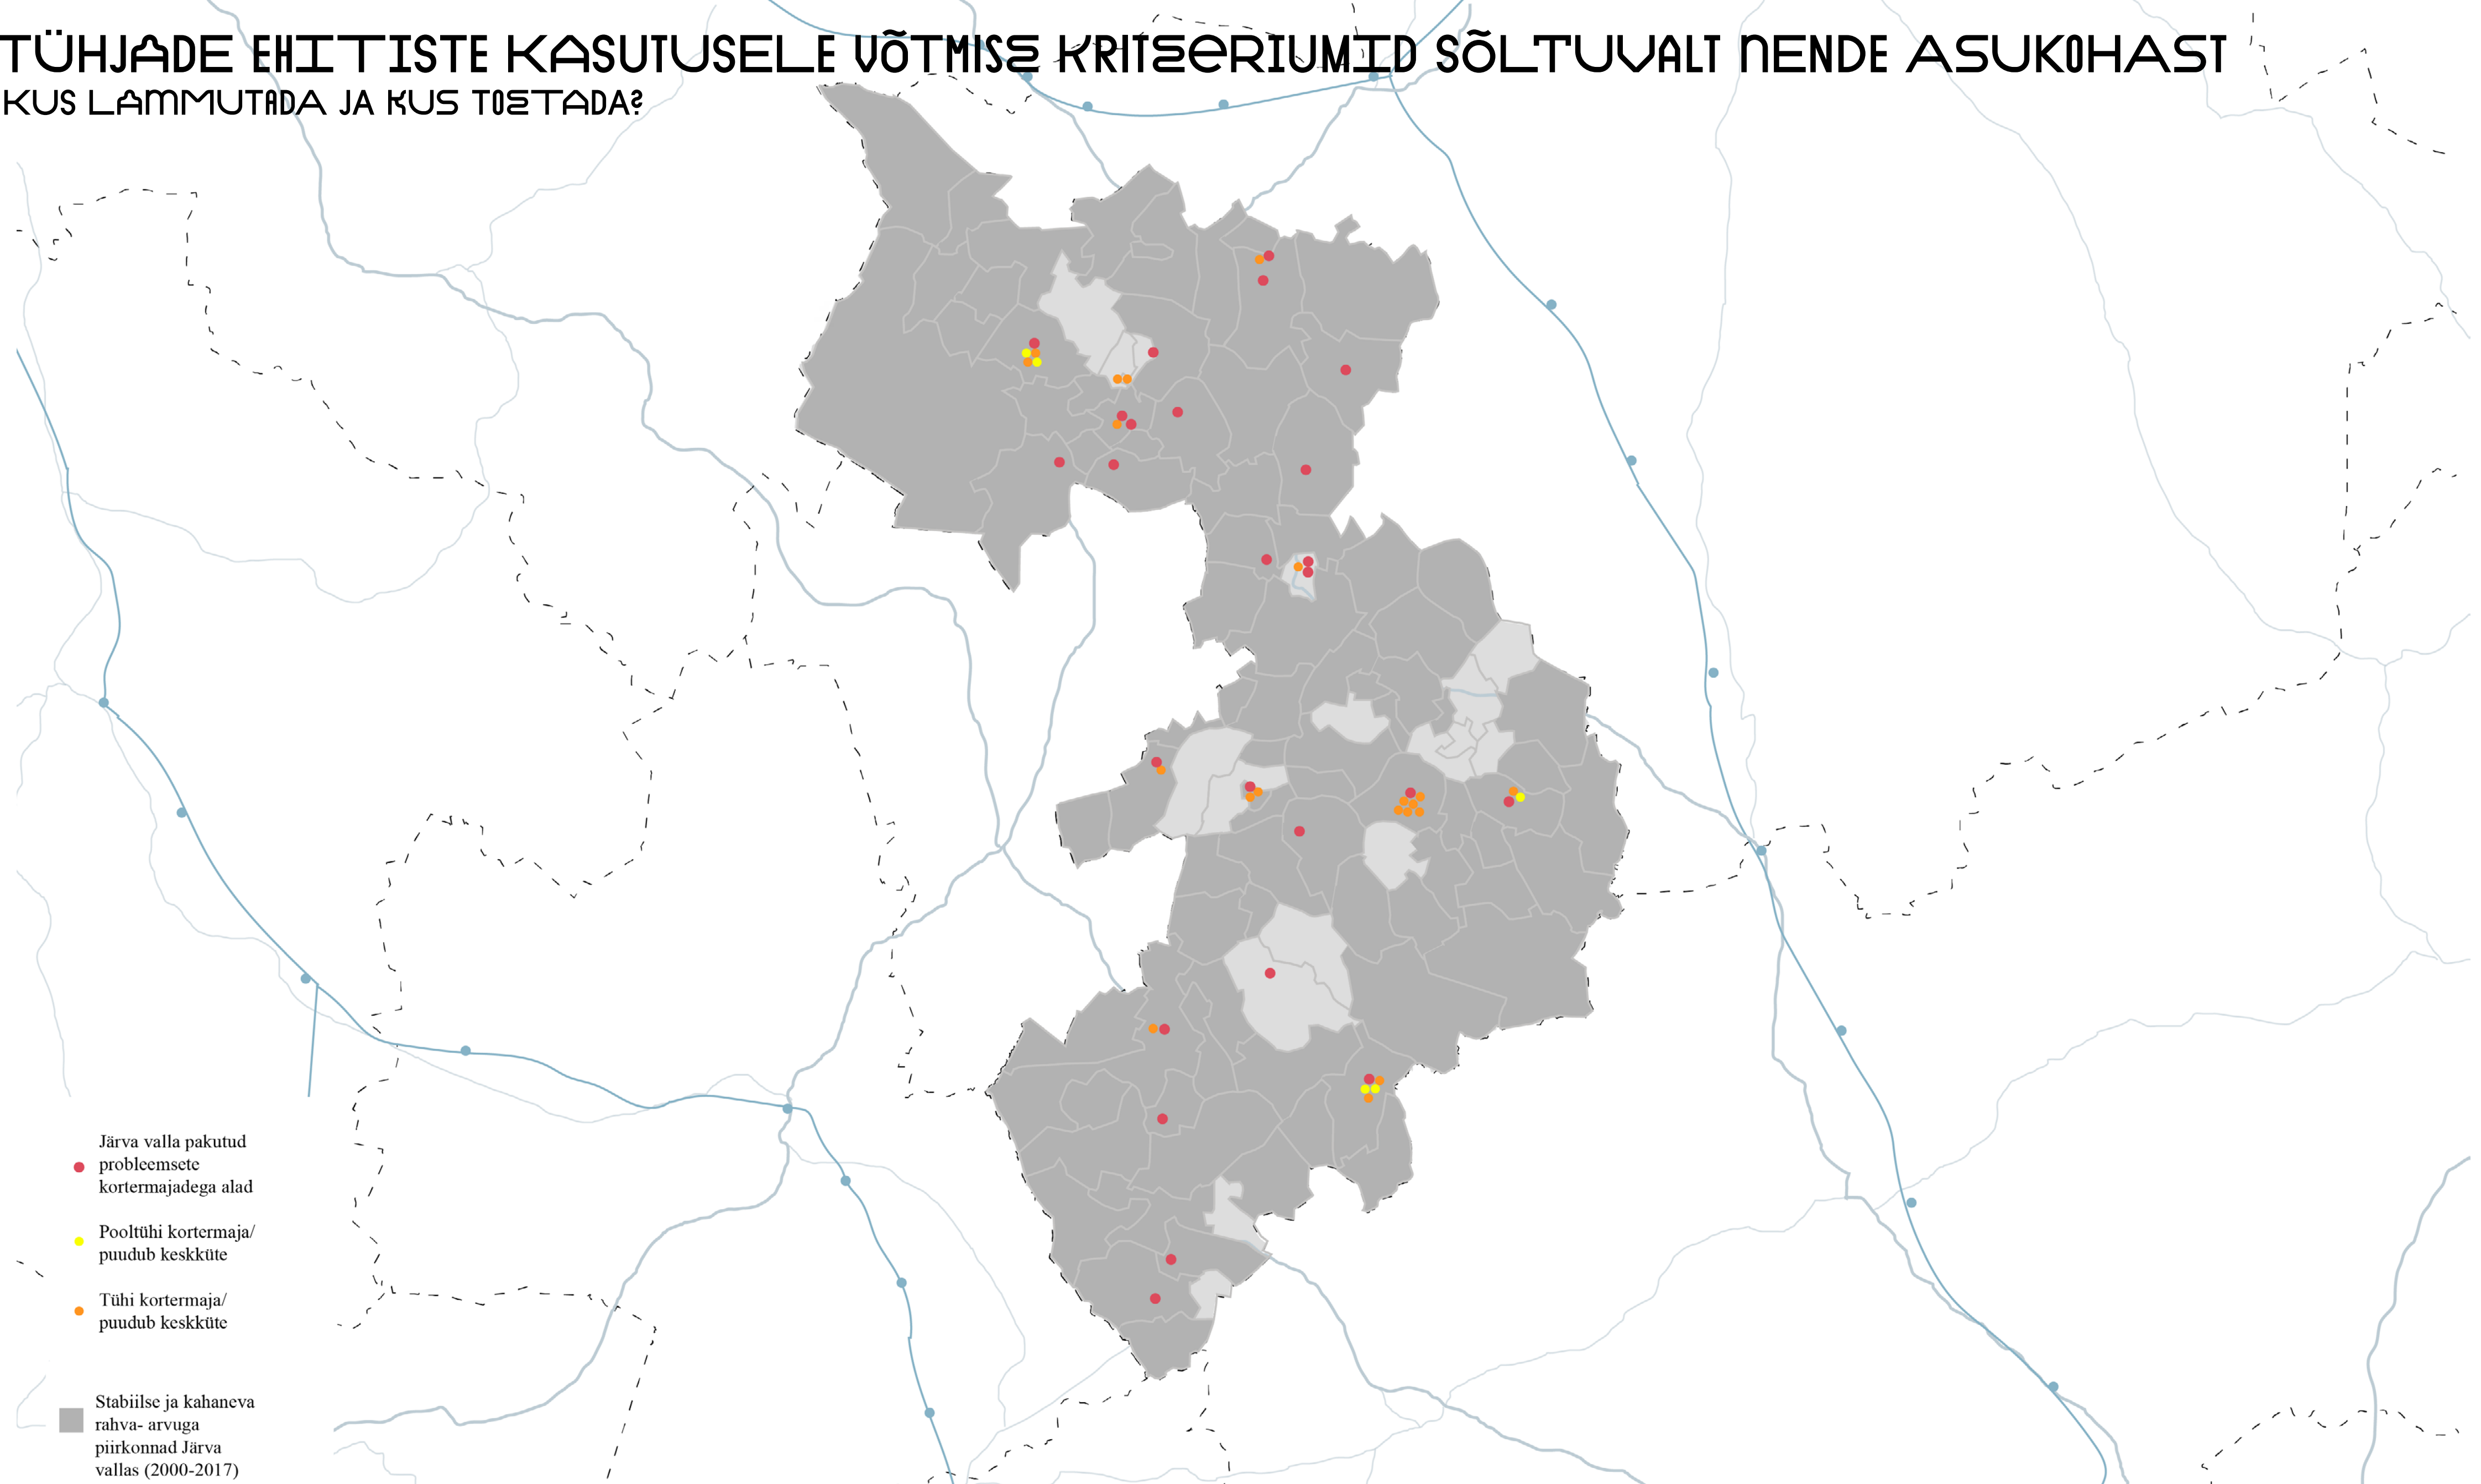 TÜHJADE EHITISTE KASUTUSELE VÕTMISE KRITEERIUMID SÕLTUVALT NENDE ASUKOHAST
KUS LAMMUTADA JA KUS TOETADA?
Järva valla pakutud
probleemsete
kortermajadega alad
Pooltühi kortermaja/
puudub keskküte
Tühi kortermaja/
puudub keskküte
Stabiilse ja kahaneva
rahva- arvuga
piirkonnad Järva
vallas (2000-2017)